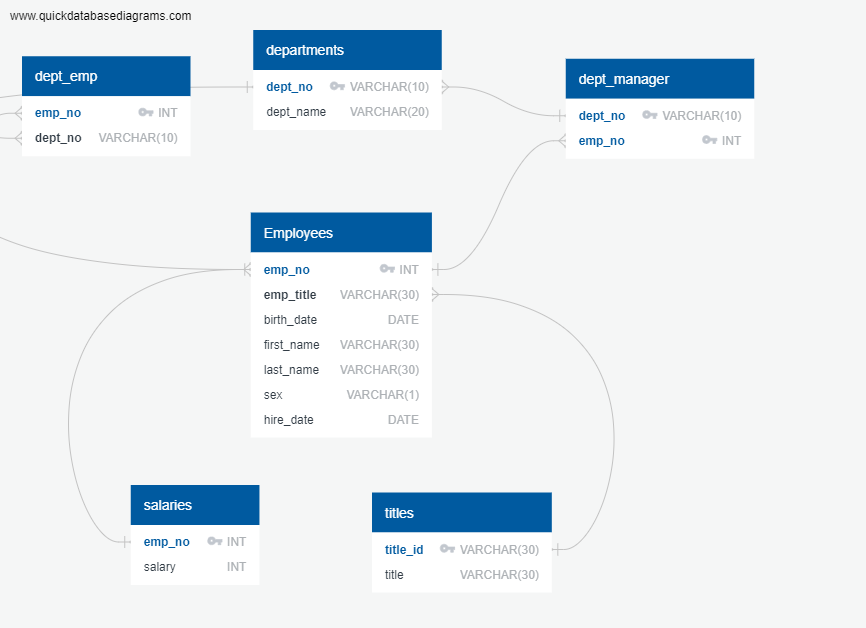 www.quickdatabasediagrams.com
dept_emp
emp_no INT
dept_no VARCHAR(10)
departments
dept_no VARCHAR(10)
dept_name VARCHAR(20)
dept_manager
dept_no VARCHAR(10)
emp_no INT
Employees
emp_no INT
emp_title VARCHAR(30)
birth_date DATE
first_name VARCHAR(30)
last_name VARCHAR(30)
sex VARCHAR(1)
hire_date DATE
salaries
emp_no INT
salary INT
titles
title_id VARCHAR(30)
title VARCHAR(30)